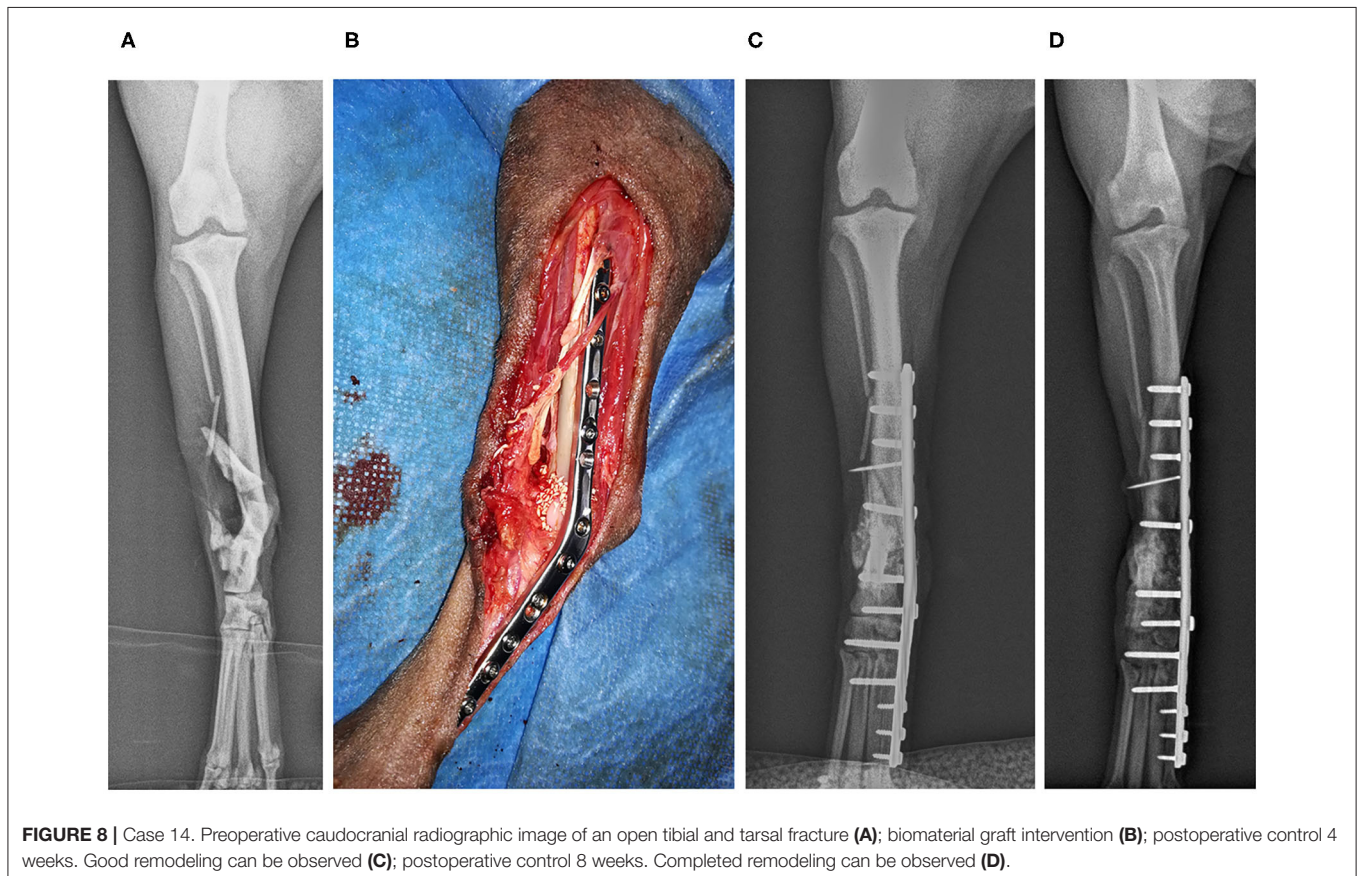 A
B
C
D
FIGURE 8 | Case 14. Preoperative caudocranial radiographic image of an open tibial and tarsal fracture (A); biomaterial graft intervention (B); postoperative control 4
weeks. Good remodeling can be observed (C); postoperative control 8 weeks. Completed remodeling can be observed (D).